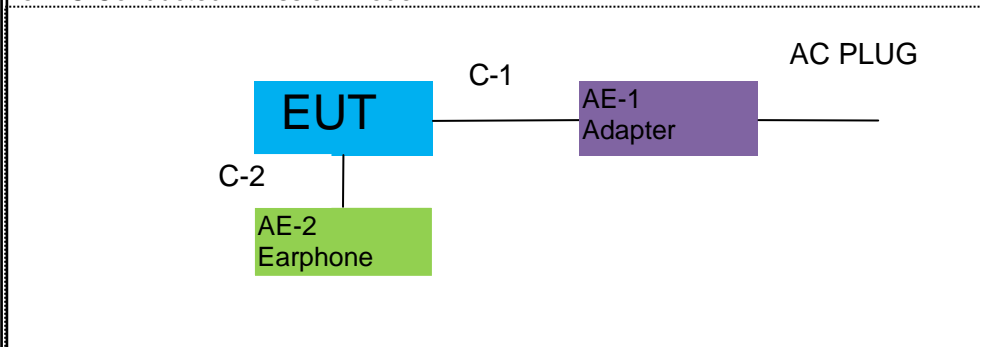 AC PLUG
C-1
EUT
AE-1
Adapter
C-2
AE-2
Earphone